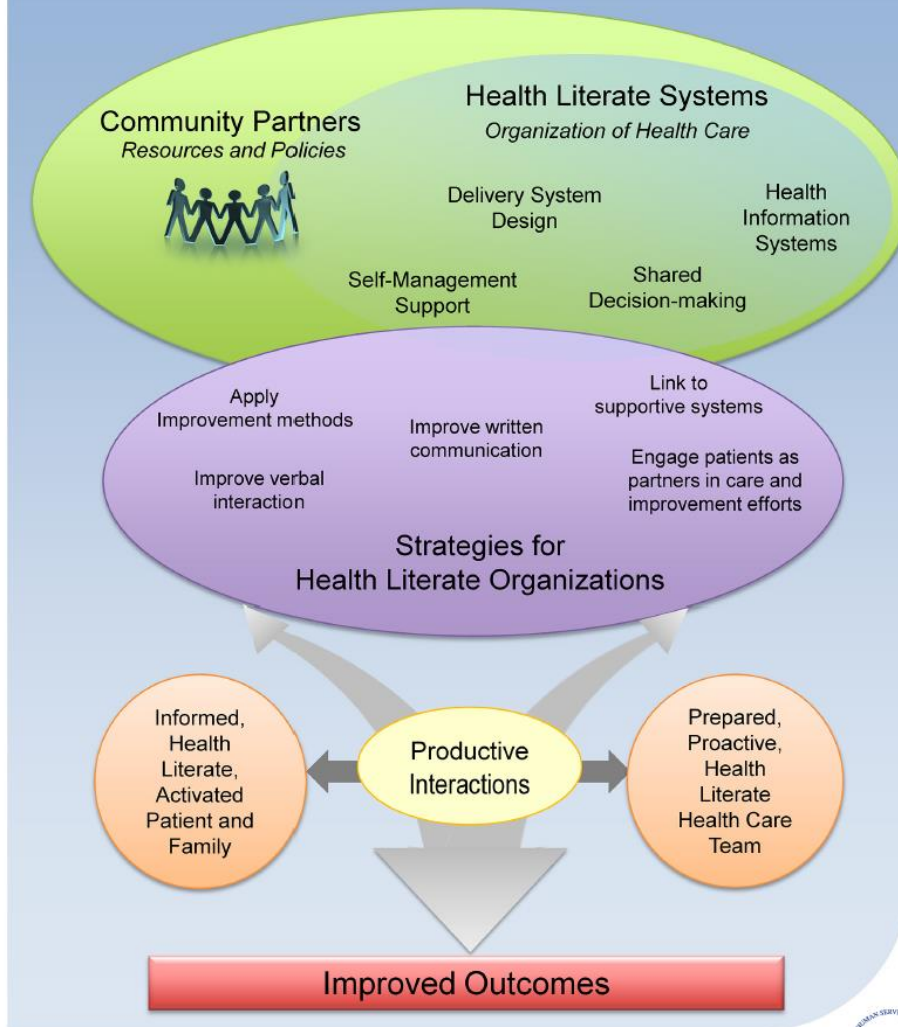 Community Partners
Resources and Policies
Health Literate Systems
Organization of Health Care
Delivery System
Design
Health
Information
Systems
Self-Management
Support
Shared
Decision-making
Apply
Improvement methods
Improve written
communication
Link to
supportive systems
Improve verbal
interaction
Engage patients as
partners in care and
improvement efforts
Strategies for
Health Literate Organizations
Informed,
Health
Literate,
Activated
Patient and
Family
Productive
Interactions
Prepared,
Proactive,
Health
Literate
Health Care
Team
Improved Outcomes